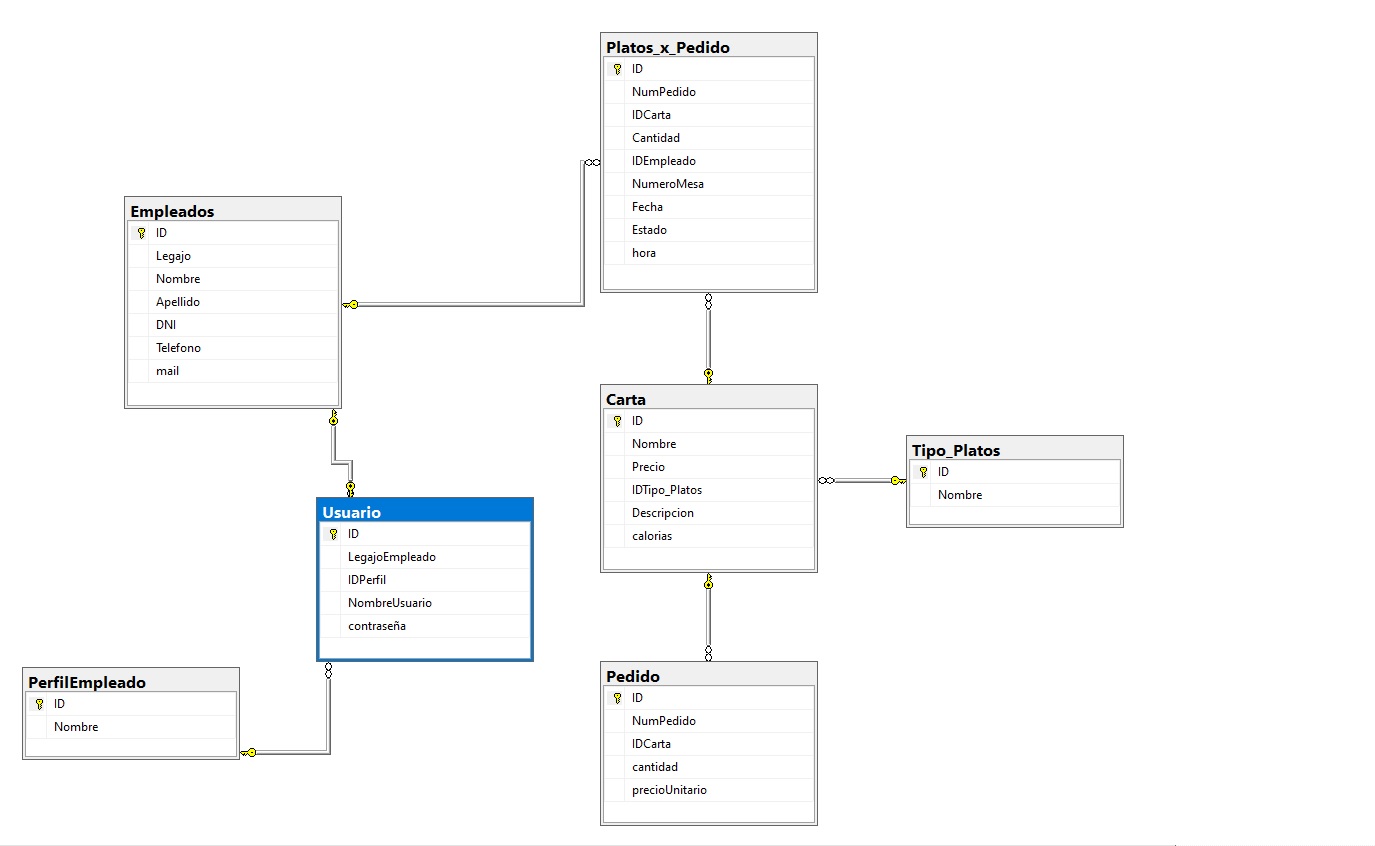 Platos_x_Pedido
ID
NumPedido
IDCarta
Cantidad
IDEmpleado
NumeroMesa
Fecha
Estado
hora
Empleados
ID
Legajo
Nombre
Apellido
DNI
Telefono
mail
Carta
ID
Nombre
Precio
IDTipo_Platos
Descripcion
calorias
Tipo_Platos
ID
Nombre
Usuario
ID
LegajoEmpleado
IDPerfil
NombreUsuario
contraseña
PerfilEmpleado
ID
Nombre
Pedido
ID
NumPedido
IDCarta
cantidad
precioUnitario